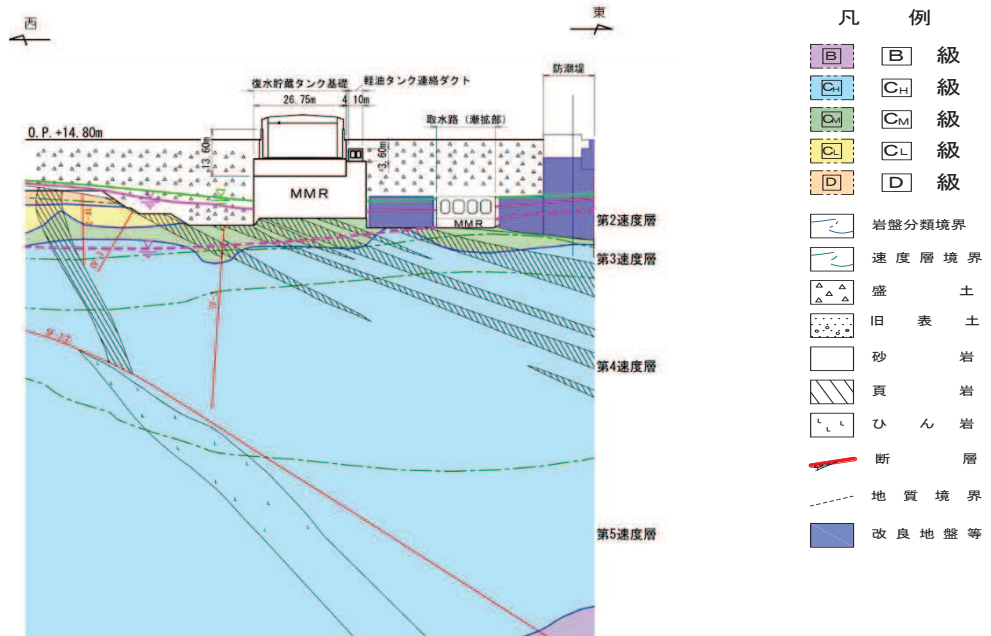 西
東
復水貯蔵タンク基礎
軽油タンク連絡ダクト
26.75m
4.10m
防潮堤
取水路（漸拡部）
O.P.+14.80m
13.60m
3.60m
MMR
MMR
第2速度層
第3速度層
第4速度層
第5速度層
凡 例
B B 級
CH CH 級
CM CM 級
CL CL 級
D D 級
岩盤分類境界
速度層境界
盛土
旧表土
砂岩
頁岩
ひん岩
断層
地質境界
改良地盤等